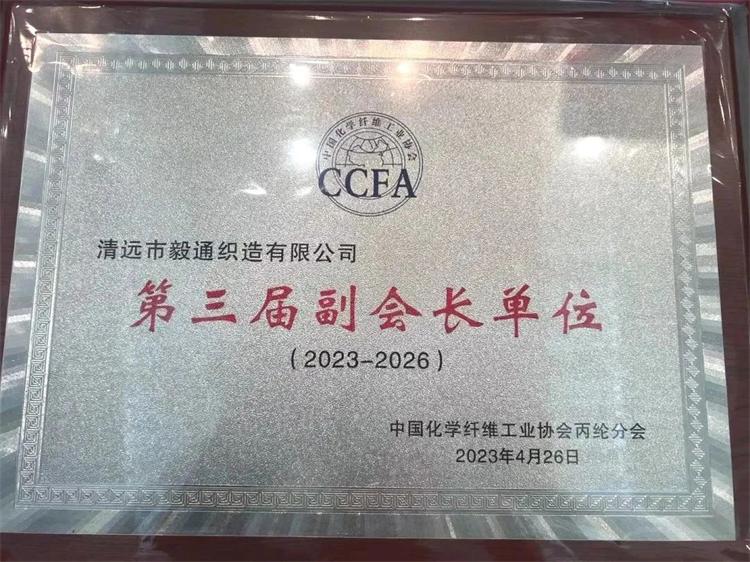 中国化学纤维工业协会
CCFA
清远市毅通织造有限公司
第三届副会长单位
(2023-2026)
中国化学纤维工业协会丙纶分会
2023年4月26日